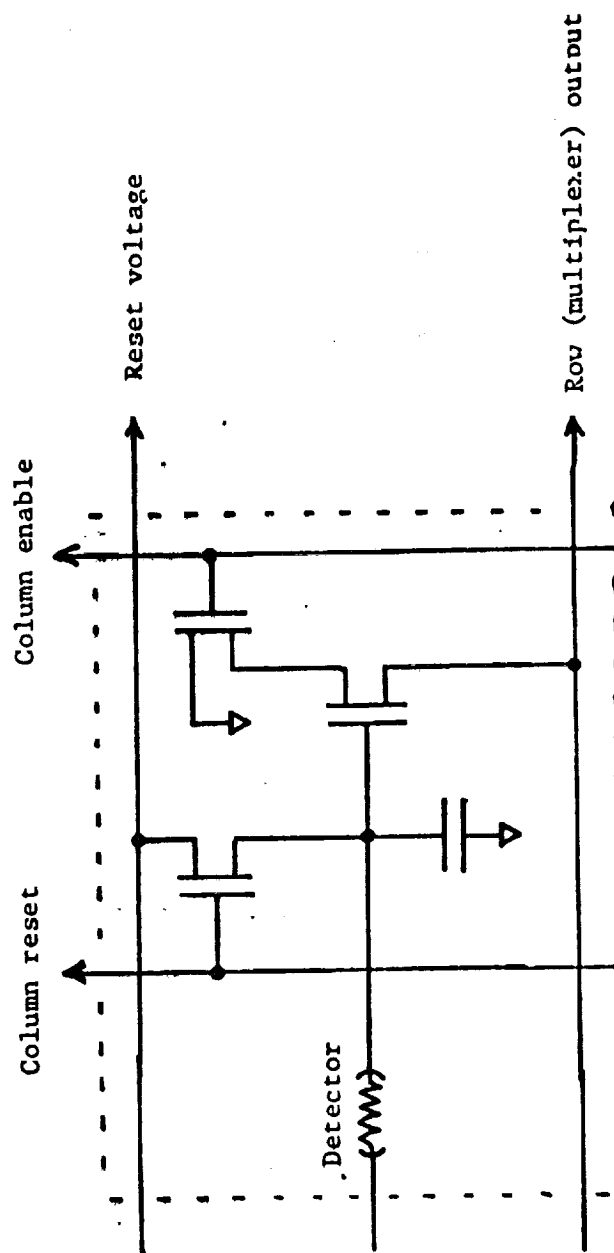 Column reset
Column enable
Reset voltage
Detector
Row (multiplexer) output